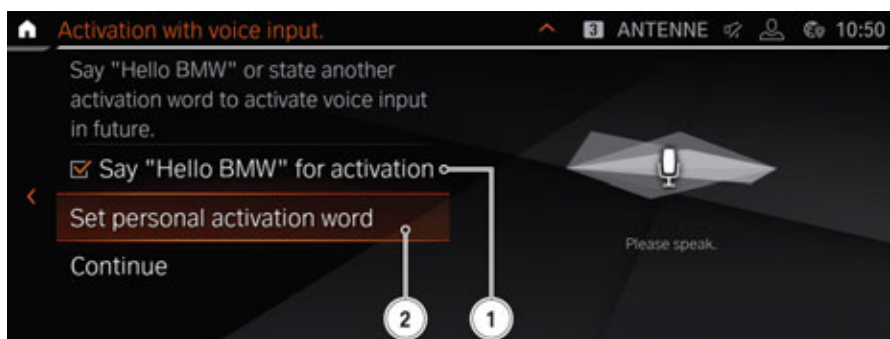 Activation with voice input.
3 ANTENNE 10:50
Say "Hello BMW" or state another
activation word to activate voice input
in future.
Say "Hello BMW" for activation
Set personal activation word
Continue
Please speak.
2
1